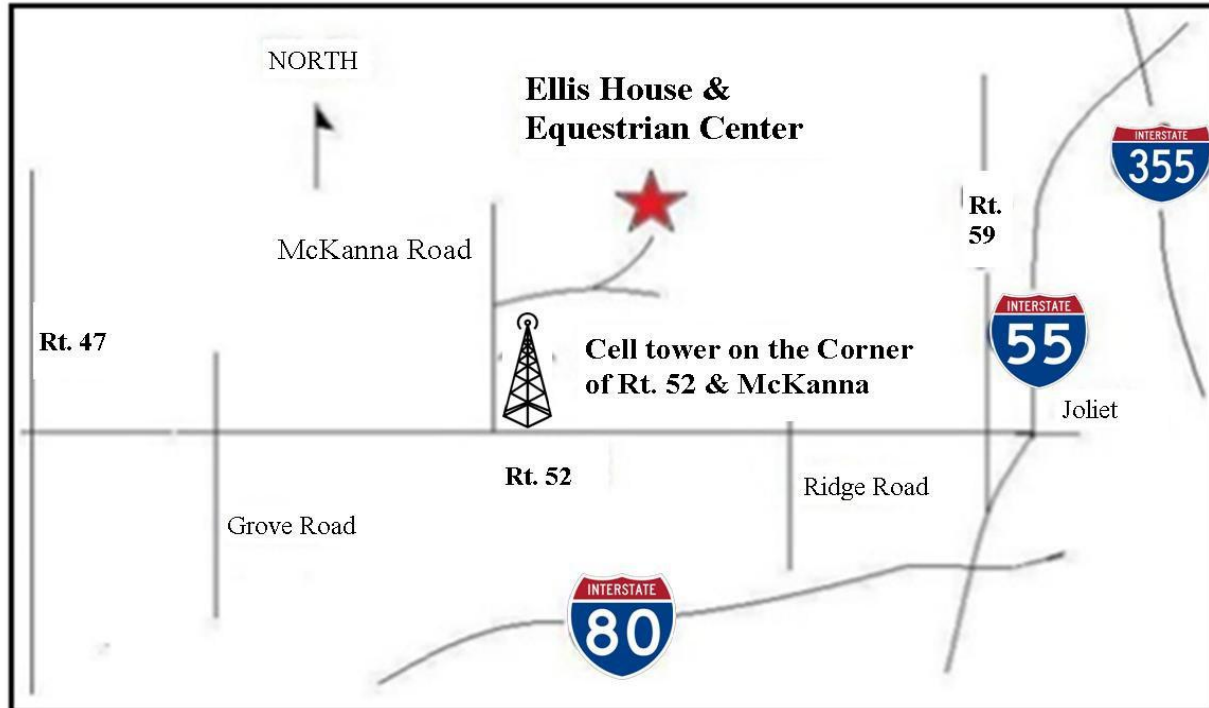 NORTH
Ellis House &
Equestrian Center
INTERSTATE
355
Rt.
59
McKanna Road
INTERSTATE
55
Rt. 47
Cell tower on the Corner
of Rt. 52 & McKanna
Joliet
Rt. 52
Ridge Road
Grove Road
INTERSTATE
80